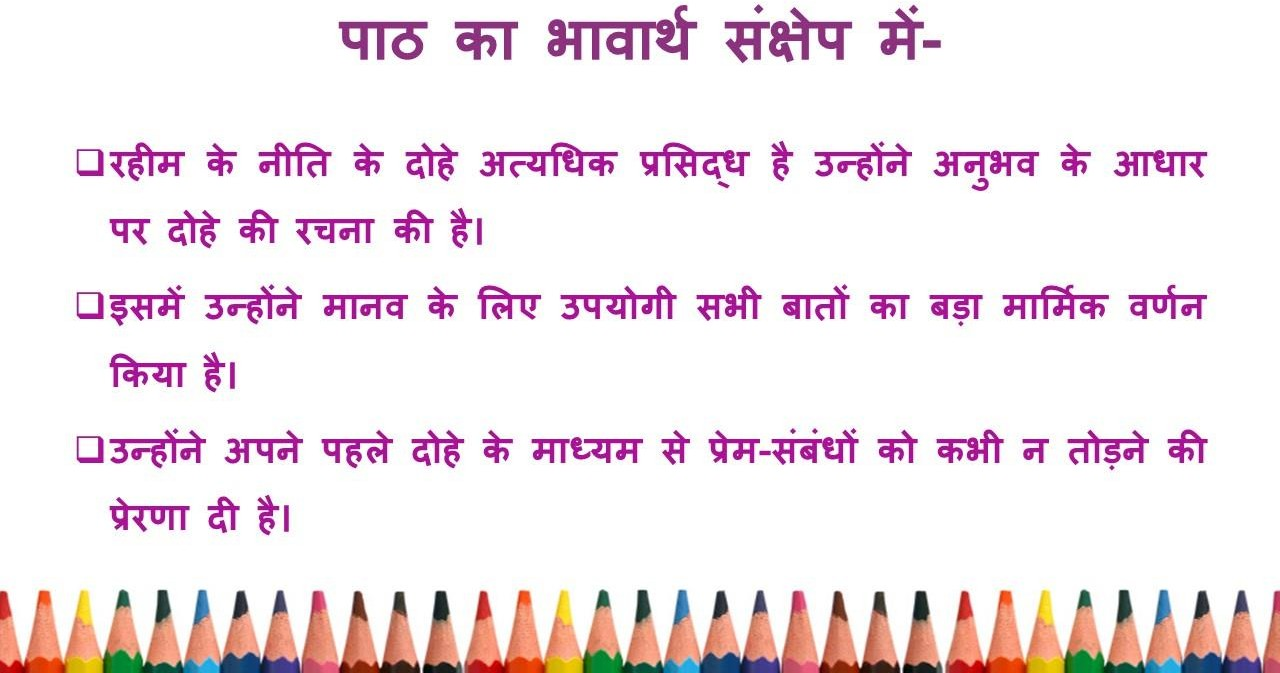 पाठ का भावार्थ संक्षेप में-
❑रहीम के नीति के दोहे अत्यधिक प्रसिद्ध है उन्होंने अनुभव के आधार
पर दोहे की रचना की है।
❑इसमें उन्होंने मानव के लिए उपयोगी सभी बातों का बड़ा मार्मिक वर्णन
किया है।
❑उन्होंने अपने पहले दोहे के माध्यम से प्रेम-संबंधों को कभी न तोड़ने की
प्रेरणा दी है।